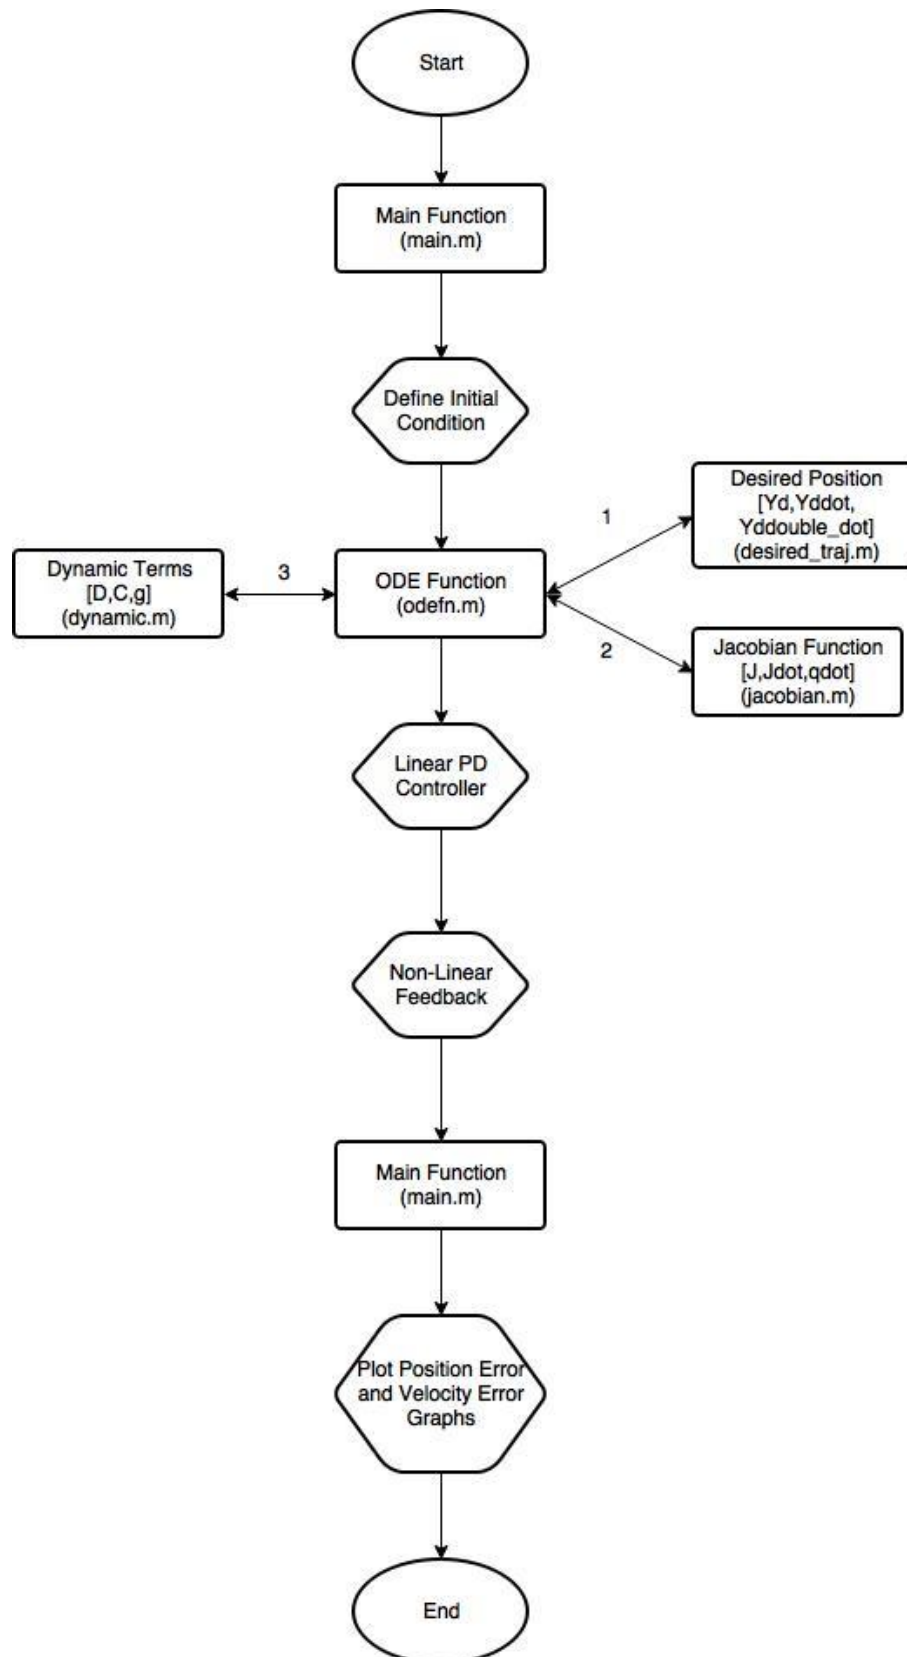 Start
Main Function
(main.m)
Define Initial
Condition
Desired Position
[Yd,Yddot,
Yddouble_dot]
(desired_traj.m)
1
Dynamic Terms
[D,C,g]
(dynamic.m)
3
ODE Function
(odefn.m)
2
Jacobian Function
[J,Jdot,qdot]
(jacobian.m)
Linear PD
Controller
Non-Linear
Feedback
Main Function
(main.m)
Plot Position Error
and Velocity Error
Graphs
End